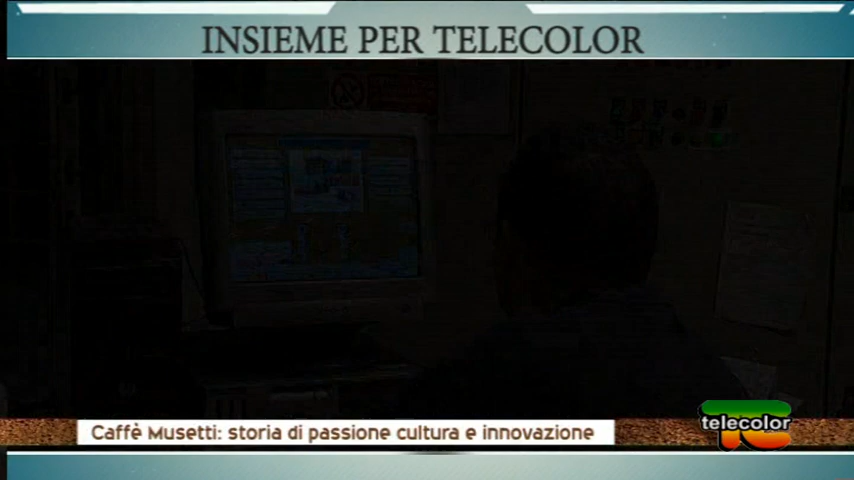 INSIEME PER TELECOLOR
Caffè Musetti: storia di passione cultura e innovazione
telecolor